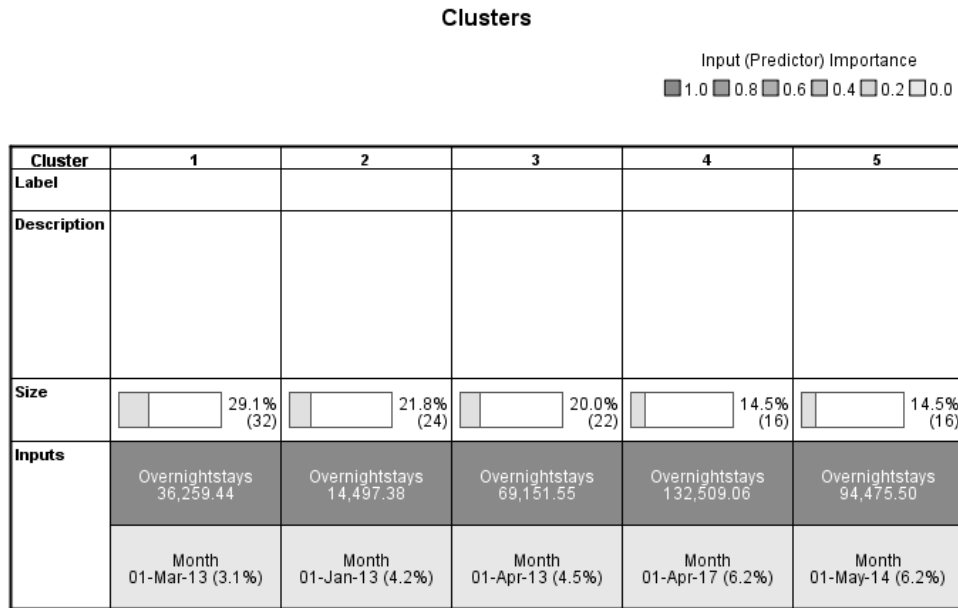 Clusters
Input (Predictor) Importance
1.0 0.8 0.6 0.4 0.2 0.0
Cluster 1 2 3 4 5
Label
Description
Size 29.1% 21.8% 20.0% 14.5% 14.5%
(32) (24) (22) (16) (16)
Inputs
Overnightstays Overnightstays Overnightstays Overnightstays Overnightstays
36,259.44 14,497.38 69,151.55 132,509.06 94,475.50
Month Month Month Month Month
01-Mar-13 (3.1%) 01-Jan-13 (4.2%) 01-Apr-13 (4.5%) 01-Apr-17 (6.2%) 01-May-14 (6.2%)